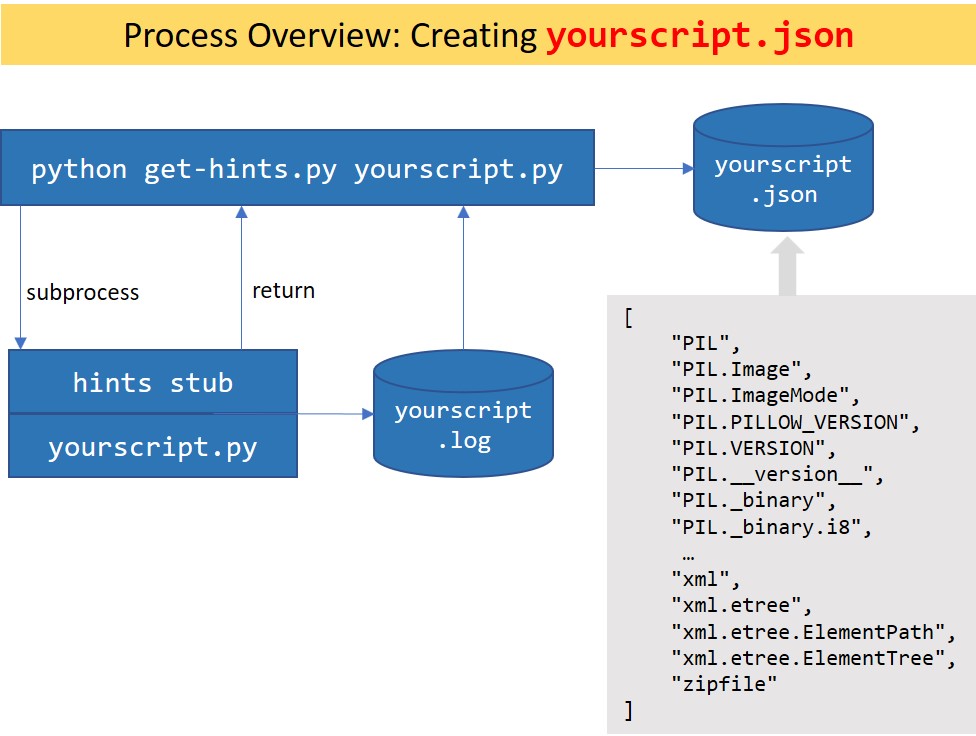 Process Overview: Creating yourscript.json
python get-hints.py yourscript.py
yourscript
.json
subprocess
return
hints stub
yourscript.py
yourscript
.log
[
"PIL",
"PIL.Image",
"PIL.ImageMode",
"PIL.PILLOW_VERSION",
"PIL.VERSION",
"PIL.__version__",
"PIL._binary",
"PIL._binary.i8",
…
"xml",
"xml.etree",
"xml.etree.ElementPath",
"xml.etree.ElementTree",
"zipfile"
]